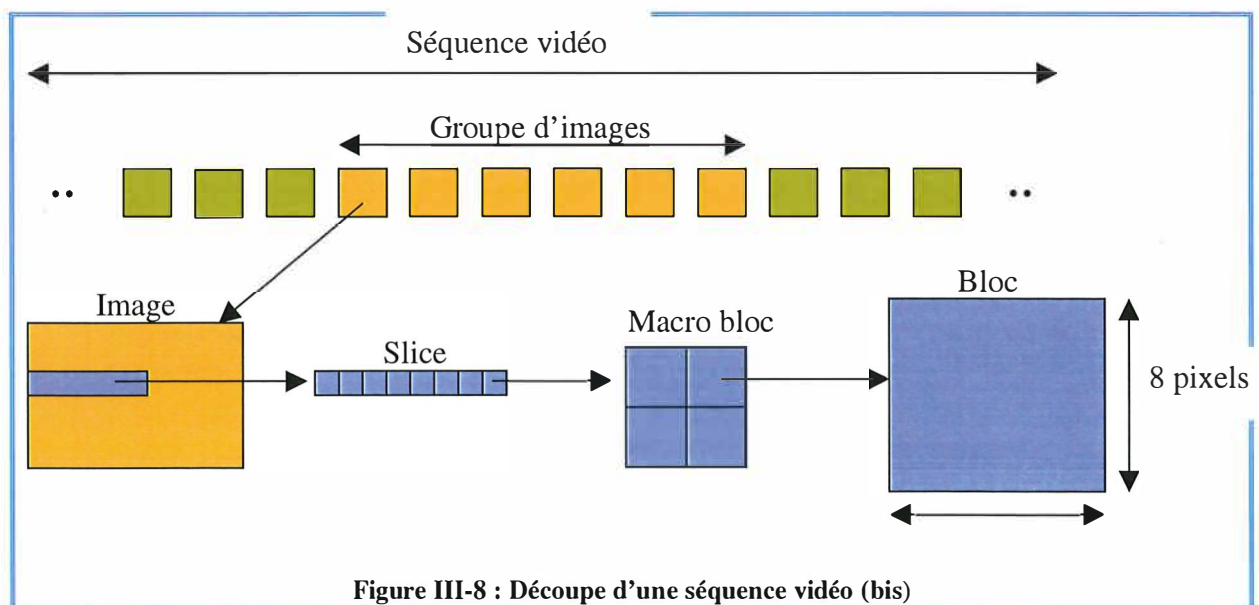 Séquence vidéo
Groupe d'images
..
..
Image
Slice
Macro bloc
Bloc
8 pixels
Figure III-8 : Découpe d'une séquence vidéo (bis)